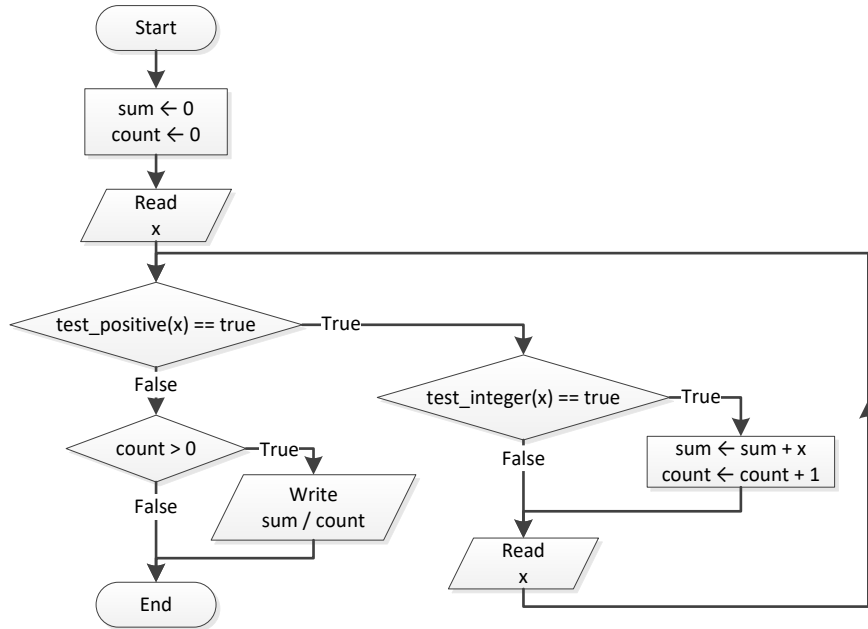 Start
sum ← 0
count ← 0
Read
x
test_positive(x) == true
True
False
test_integer(x) == true
True
False
sum ← sum + x
count ← count + 1
count > 0
True
False
Write
sum / count
Read
x
End